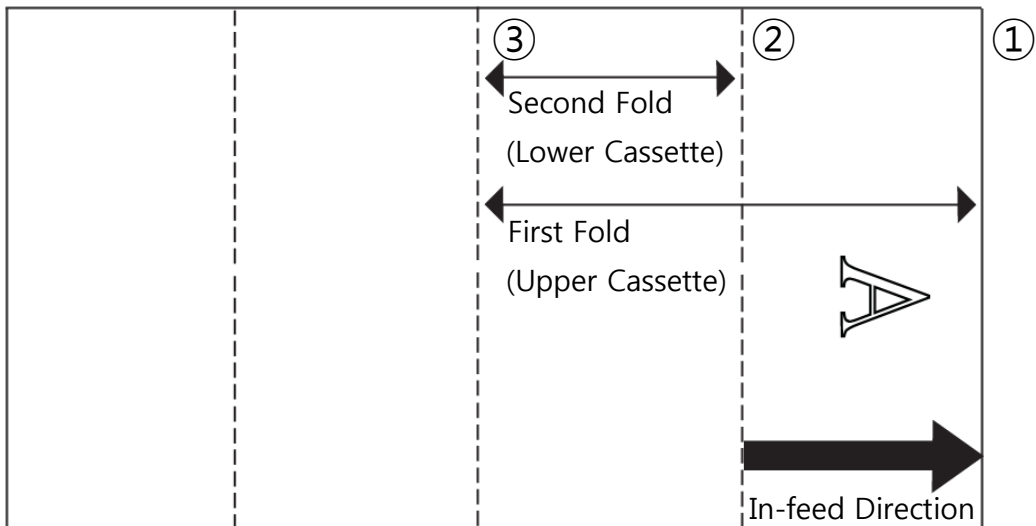 ③ ② ①
Second Fold
(Lower Cassette)
First Fold
(Upper Cassette)
A
In-feed Direction